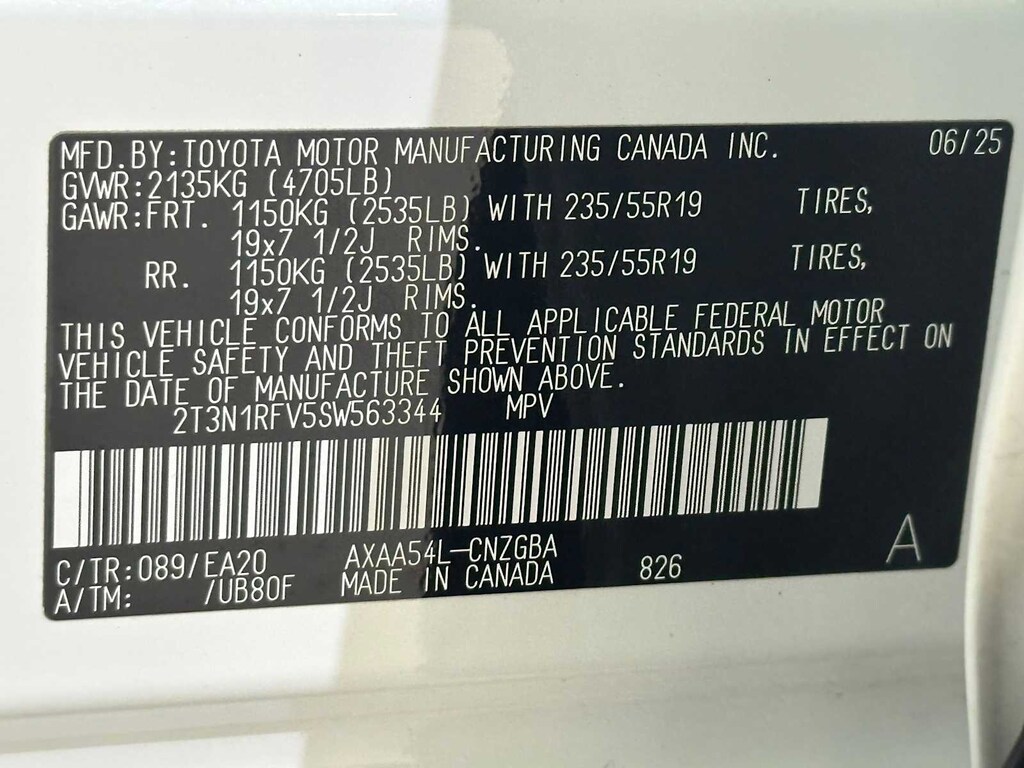 MFD.BY:TOYOTA MOTOR MANUFACTURING CANADA INC. 06/25
GVWR:2135KG (4705LB)
GAWR:FRT. 1150KG (2535LB) WITH 235/55R19 TIRES,
19x7 1/2J RIMS.
RR. 1150KG (2535LB) WITH 235/55R19 TIRES,
19x7 1/2J RIMS.
THIS VEHICLE CONFORMS TO ALL APPLICABLE FEDERAL MOTOR
VEHICLE SAFETY AND THEFT PREVENTION STANDARDS IN EFFECT ON
THE DATE OF MANUFACTURE SHOWN ABOVE.
2T3N1RFV5SW563344 MPV
C/TR:089/EA20 AXAA54L-CNZGBA
A/TM: /UB80F MADE IN CANADA 826 A